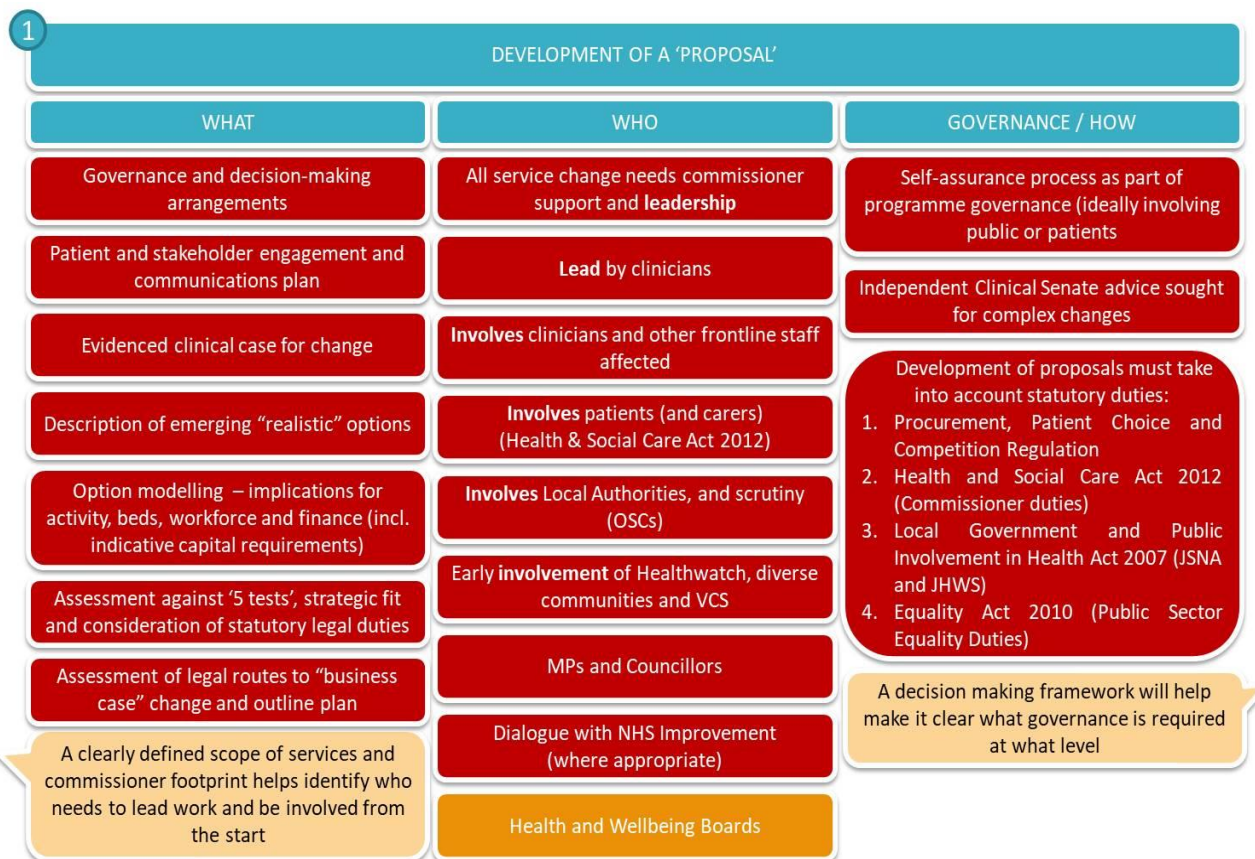 1
DEVELOPMENT OF A ‘PROPOSAL’
WHAT
Governance and decision-making
arrangements
Patient and stakeholder engagement and
communications plan
Evidenced clinical case for change
Description of emerging “realistic” options
Option modelling – implications for
activity, beds, workforce and finance (incl.
indicative capital requirements)
Assessment against ‘5 tests’, strategic fit
and consideration of statutory legal duties
Assessment of legal routes to “business
case” change and outline plan
A clearly defined scope of services and
commissioner footprint helps identify who
needs to lead work and be involved from
the start
WHO
All service change needs commissioner
support and leadership
Lead by clinicians
Involves clinicians and other frontline staff
affected
Involves patients (and carers)
(Health & Social Care Act 2012)
Involves Local Authorities, and scrutiny
(OSCs)
Early involvement of Healthwatch, diverse
communities and VCS
MPs and Councillors
Dialogue with NHS Improvement
(where appropriate)
Health and Wellbeing Boards
GOVERNANCE / HOW
Self-assurance process as part of
programme governance (ideally involving
public or patients
Independent Clinical Senate advice sought
for complex changes
Development of proposals must take
into account statutory duties:
1. Procurement, Patient Choice and
Competition Regulation
2. Health and Social Care Act 2012
(Commissioner duties)
3. Local Government and Public
Involvement in Health Act 2007 (JSNA
and JHWS)
4. Equality Act 2010 (Public Sector
Equality Duties)
A decision making framework will help
make it clear what governance is required
at what level